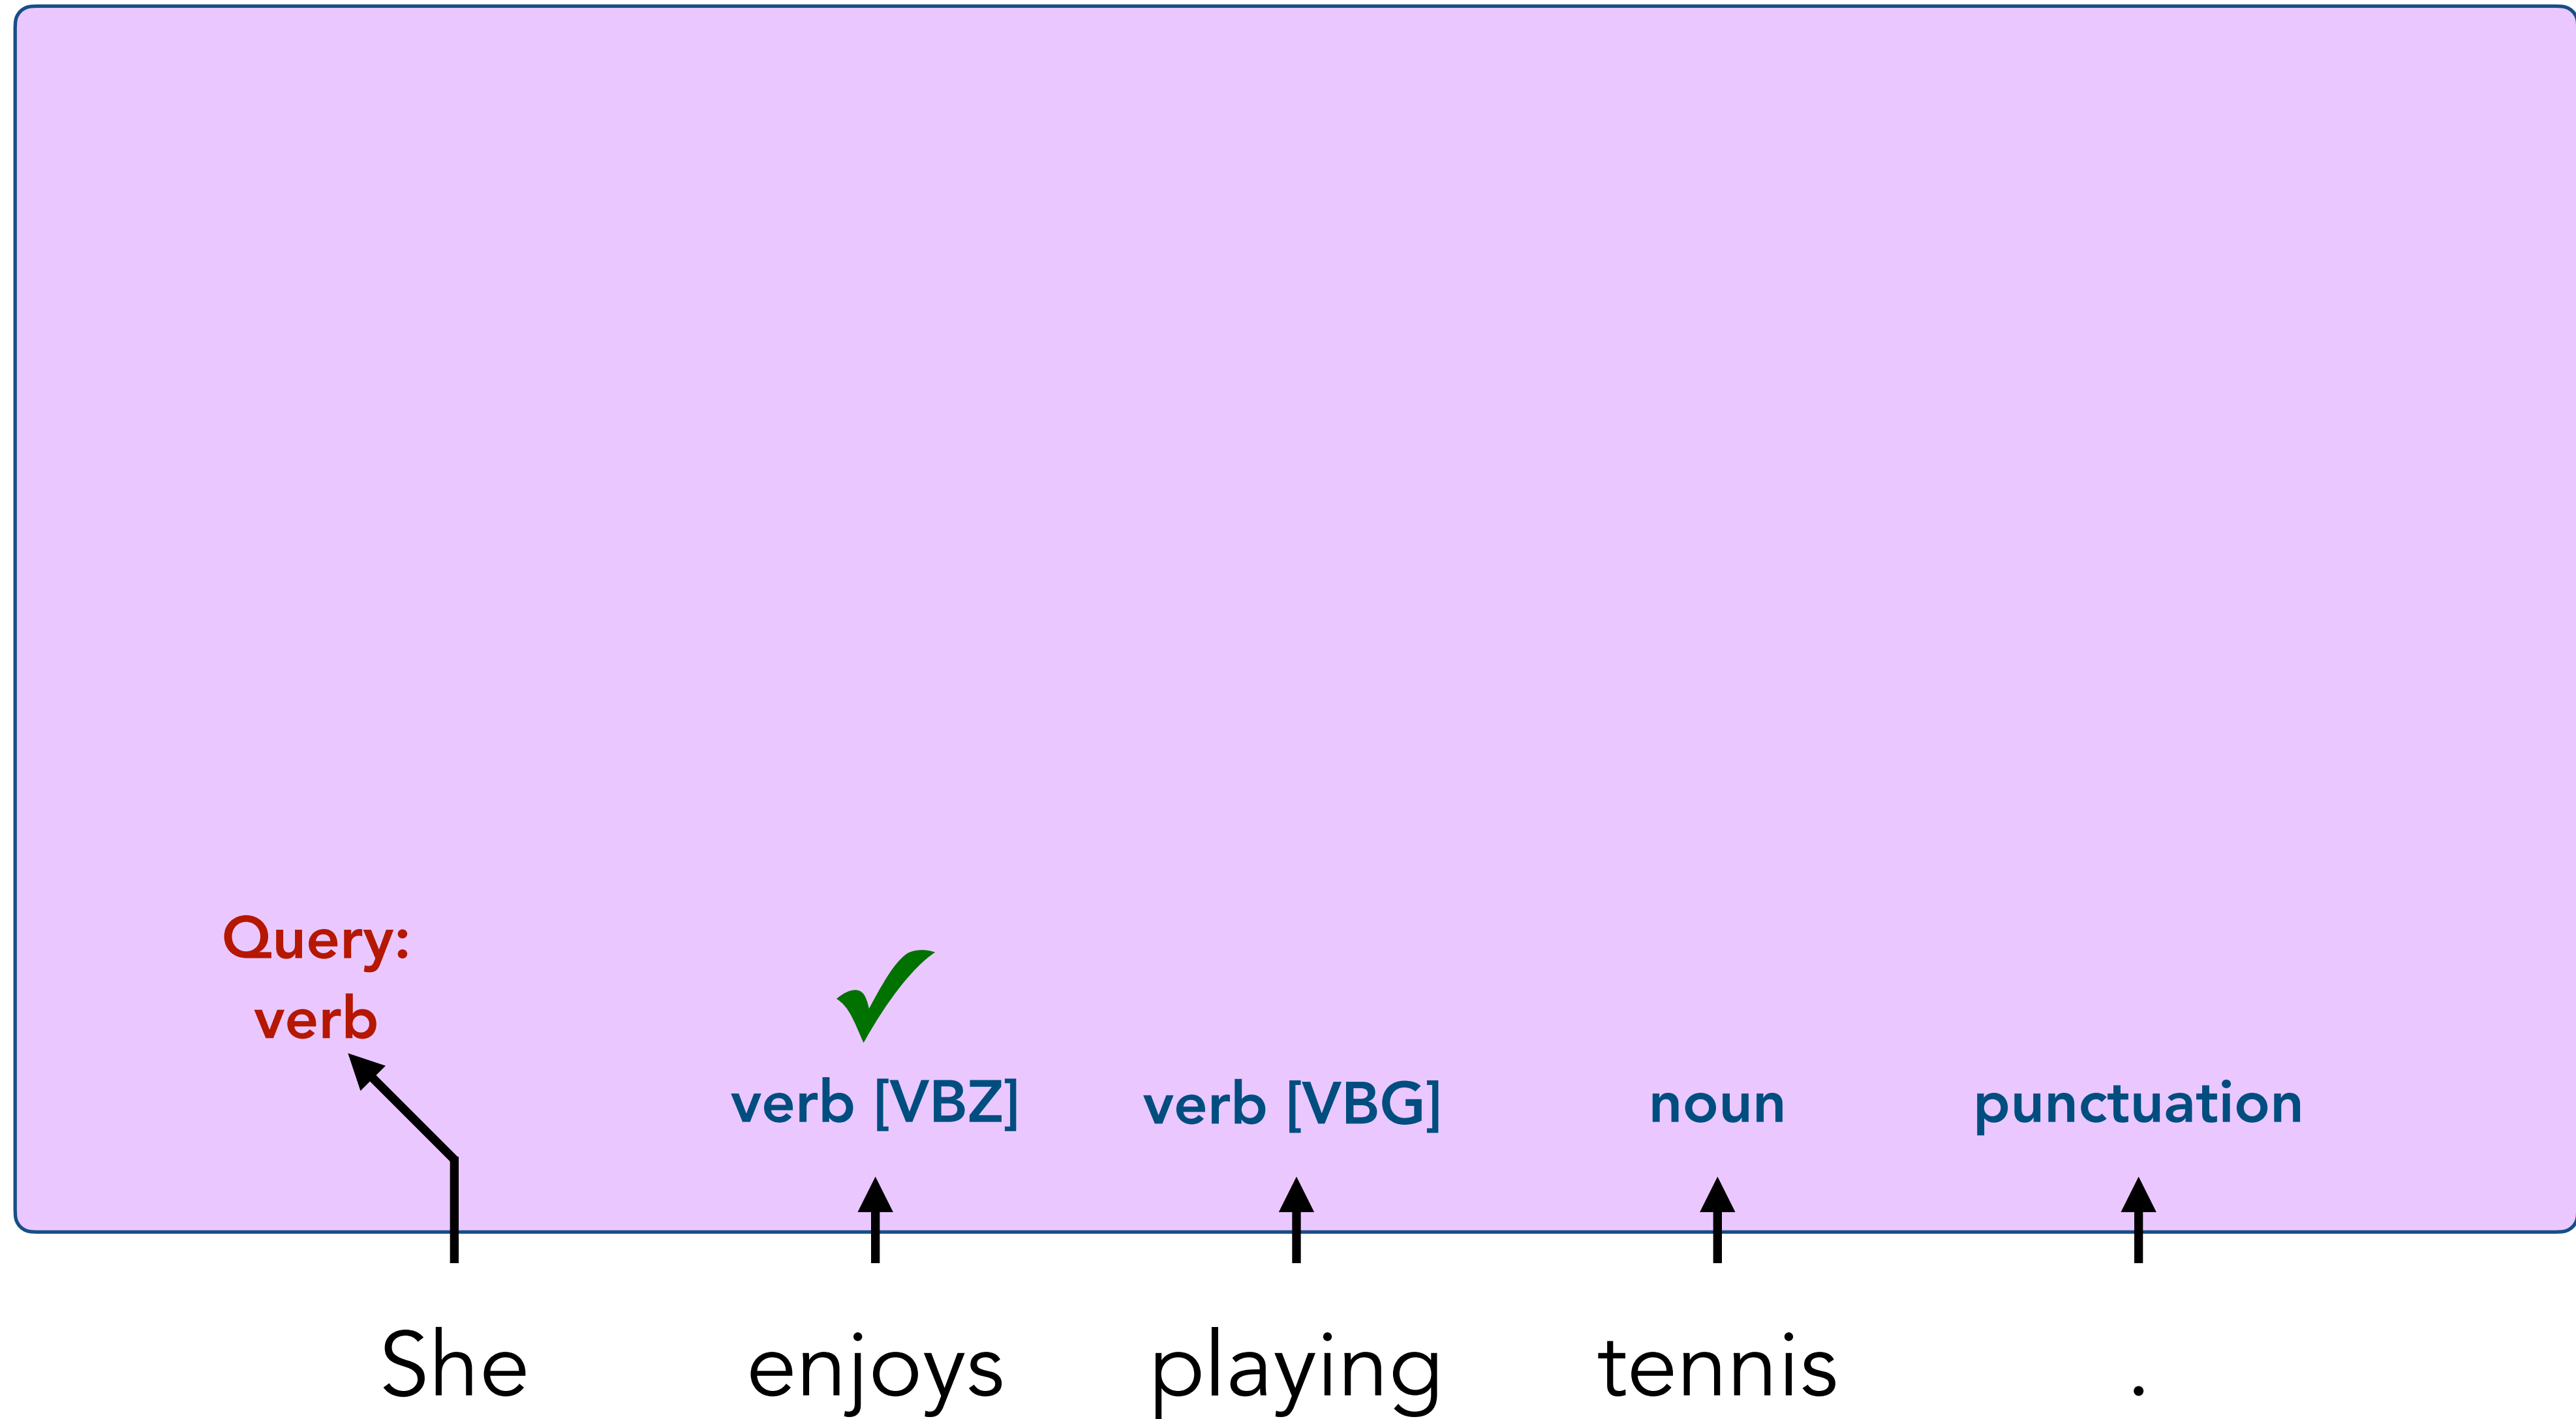 Query:
verb
verb [VBZ] verb [VBG] noun punctuation
She enjoys playing tennis .